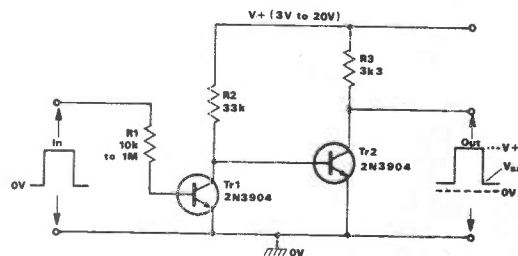 V+ (3V to 20V)
R3
3k3
R2
33k
In
R1
10k
to 1M
0V
Tr1
2N3904
Tr2
2N3904
Out
V+
0V
0V